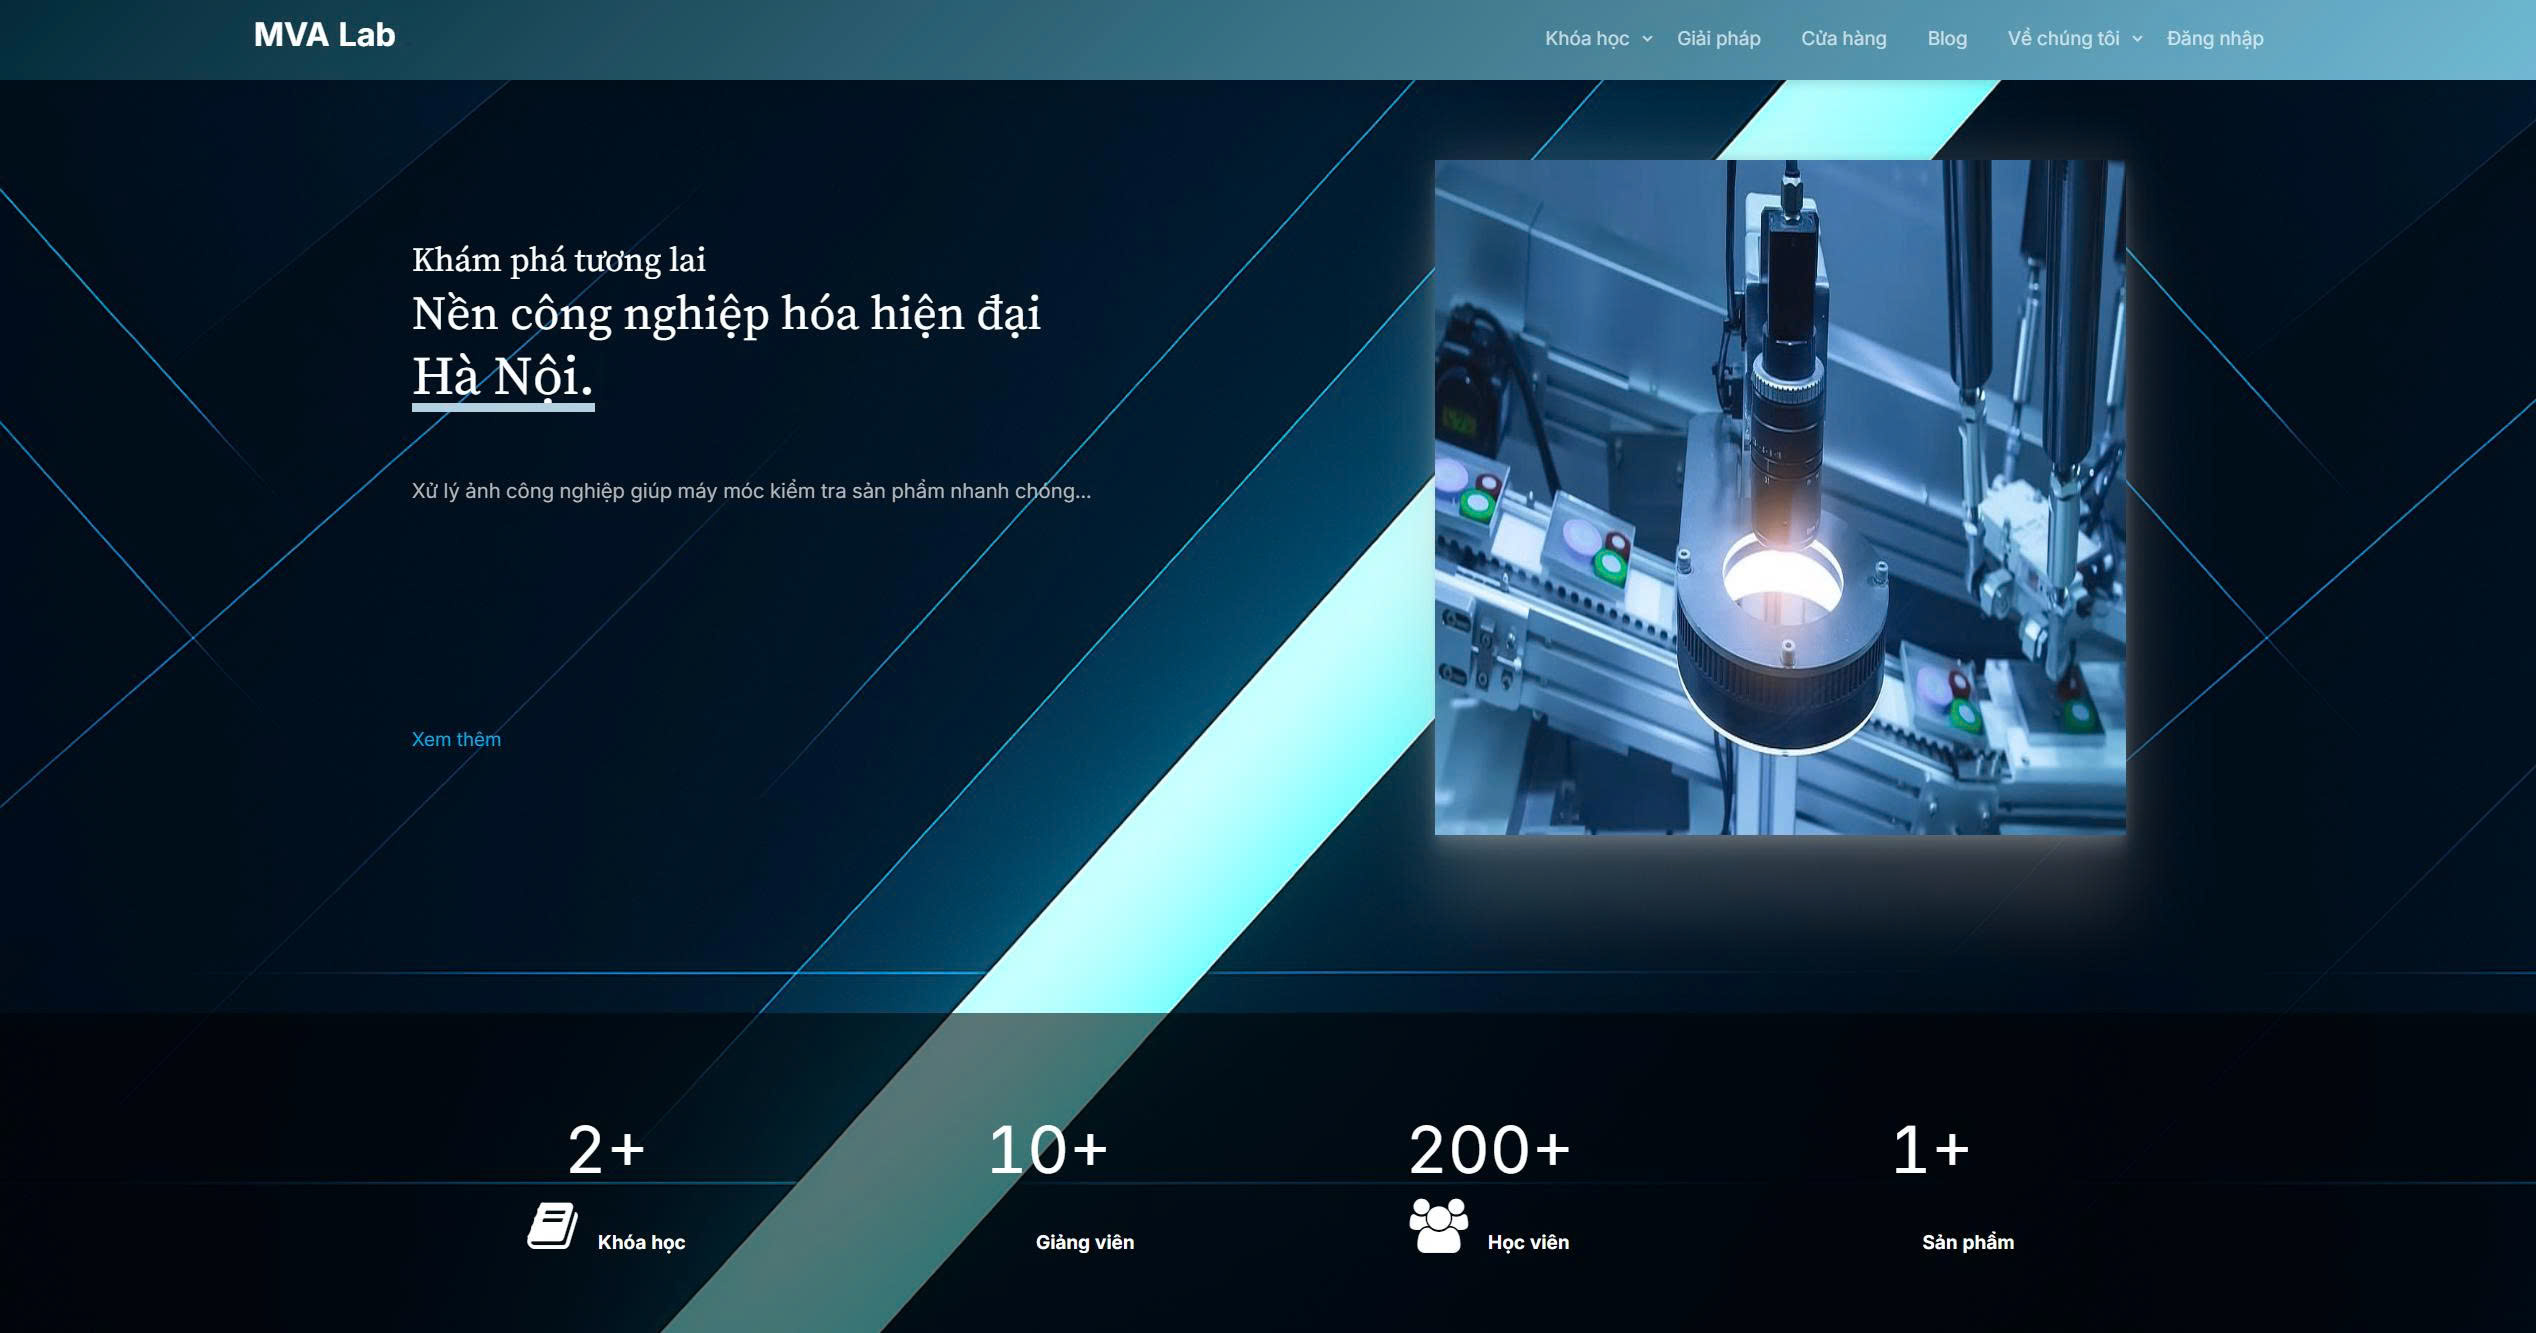 MVA Lab
Khóa học
Giải pháp
Cửa hàng
Blog
Về chúng tôi
Đăng nhập
Khám phá tương lai
Nền công nghiệp hóa hiện đại
Hà Nội.
Xử lý ảnh công nghiệp giúp máy móc kiểm tra sản phẩm nhanh chóng...
Xem thêm
2+
Khóa học
10+
Giảng viên
200+
Học viên
1+
Sản phẩm